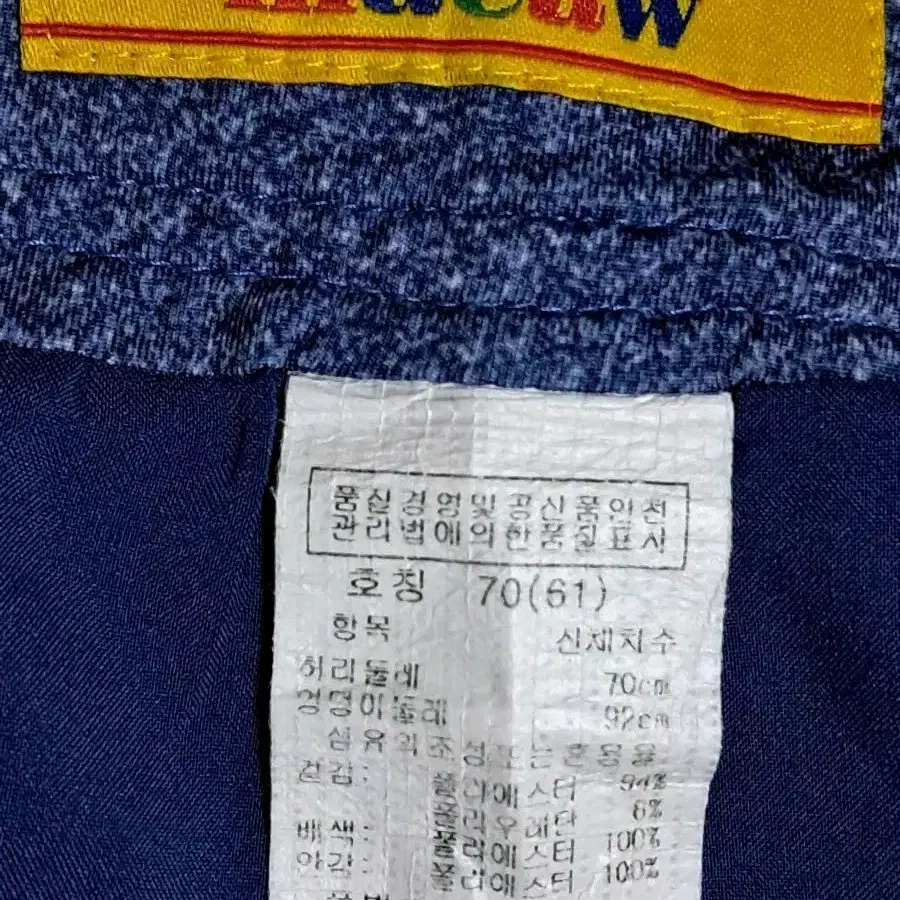 품질경영및공산품안전
관리법에의한품질표시
호칭 70(61)
항목 신체치수
허리둘레 70cm
엉덩이둘레 92cm
섬유의조성또는혼용율
겉감: 폴리에스터 94%
폴리우레탄 6%
배색: 폴리에스터 100%
안감: 폴리에스터 100%